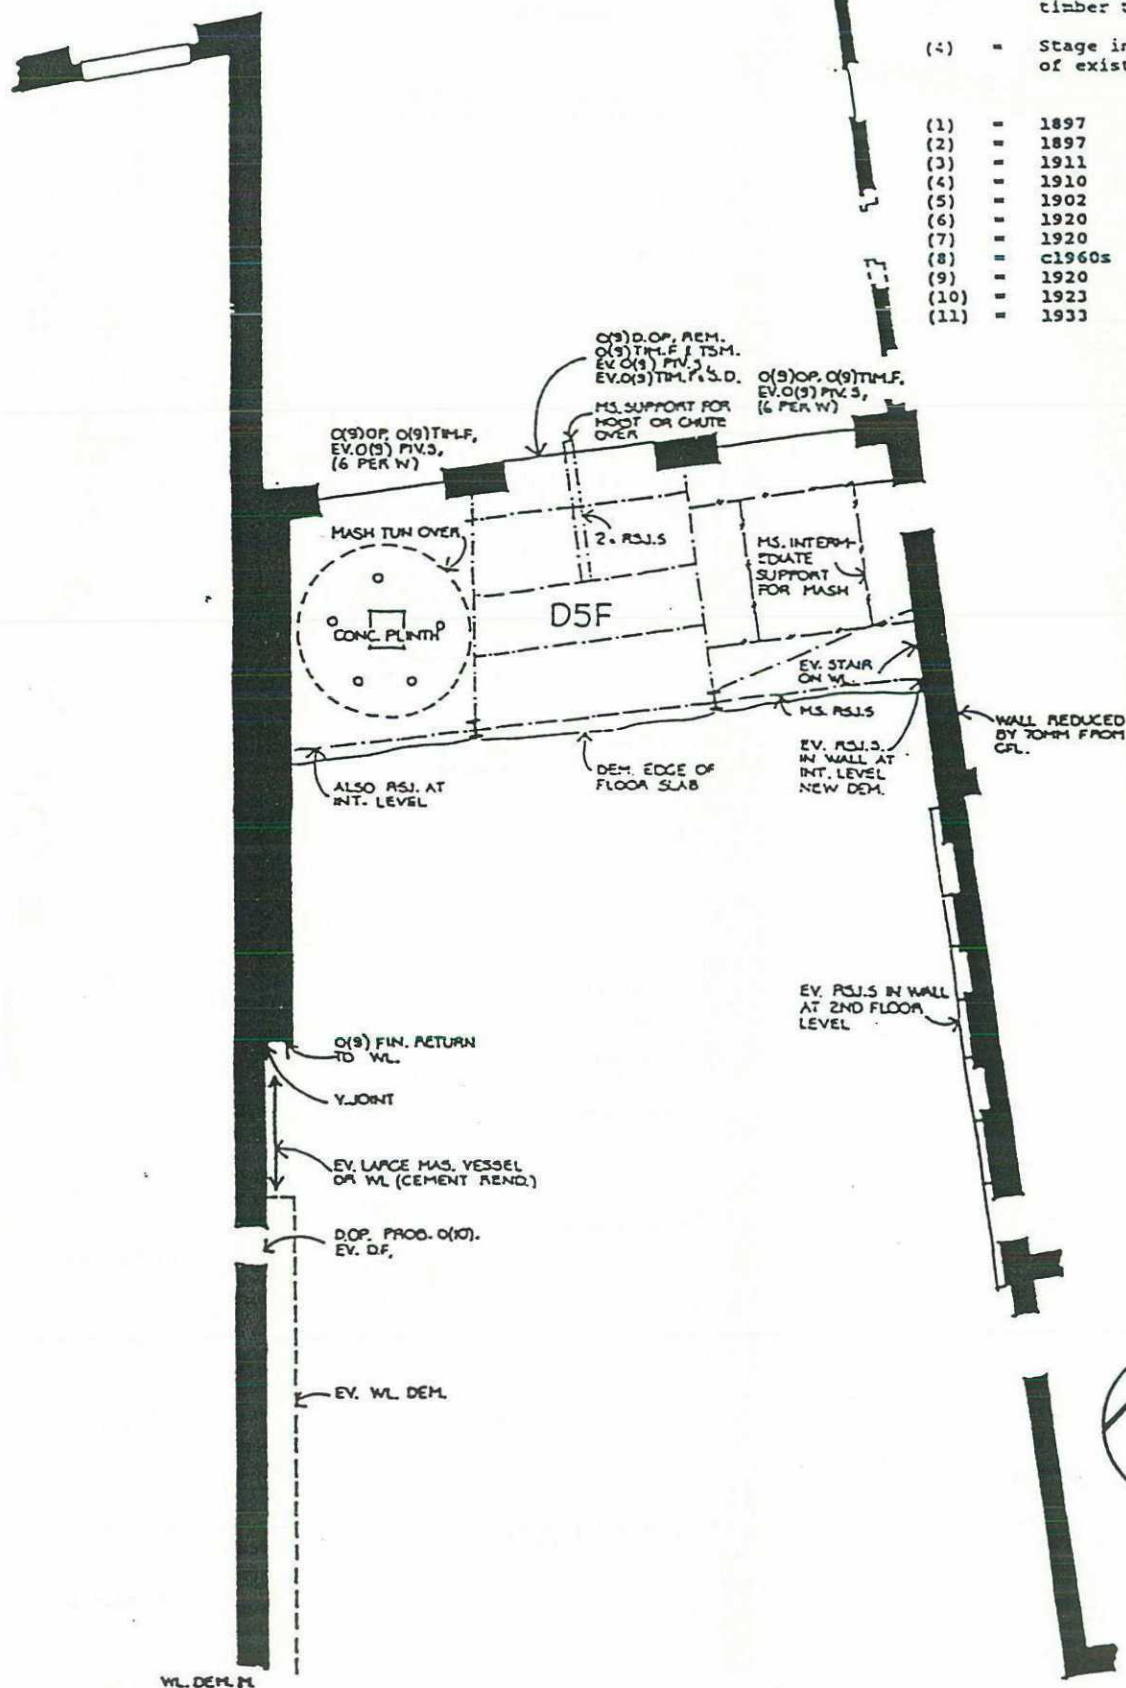 timber
(4) = Stage in
of exist
(1) = 1897
(2) = 1897
(3) = 1911
(4) = 1910
(5) = 1902
(6) = 1920
(7) = 1920
(8) = c1960s
(9) = 1920
(10) = 1923
(11) = 1933
O(9) D.OP, REM.
O(9) TIM.F & TSM.
EV. O(9) PIV.S,
EV. O(9) TIM.F & S.D.
M.S. SUPPORT FOR
HOIST OR CHUTE
OVER
O(9) OP. O(9) TIM.F,
EV. O(9) PIV.S,
(6 PER W)
O(9) OP. O(9) TIM.F,
EV. O(9) PIV.S,
(6 PER W)
MASH TUN OVER
2. RSJ.S
M.S. INTERM-
EDIATE
SUPPORT
FOR MASH
D5F
CONC. PLINTH
EV. STAIR
ON WL.
M.S. RSJ.S
WALL REDUCED
BY 70MM FROM
GFL.
EV. RSJ.S.
IN WALL AT
INT. LEVEL
NEW DEM.
DEM. EDGE OF
FLOOR SLAB
ALSO RSJ. AT
INT. LEVEL
EV. RSJ.S IN WALL
AT 2ND FLOOR
LEVEL
O(9) FIN. RETURN
TO WL.
Y.JOINT
EV. LARGE MAS. VESSEL
OR WL (CEMENT REND.)
D.OP. PROB. O(10).
EV. D.F,
EV. WL. DEM.
WL. DEM. M